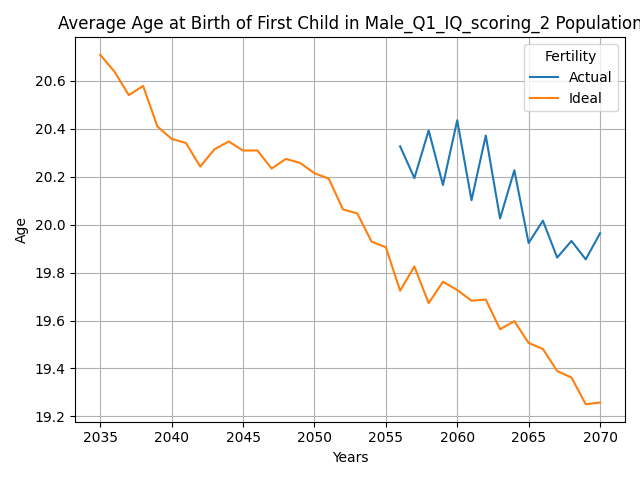 Average Age at Birth of First Child in Male_Q1_IQ_scoring_2 Population
Fertility
Actual
Ideal
Age
20.6
20.4
20.2
20.0
19.8
19.6
19.4
19.2
2035 2040 2045 2050 2055 2060 2065 2070
Years